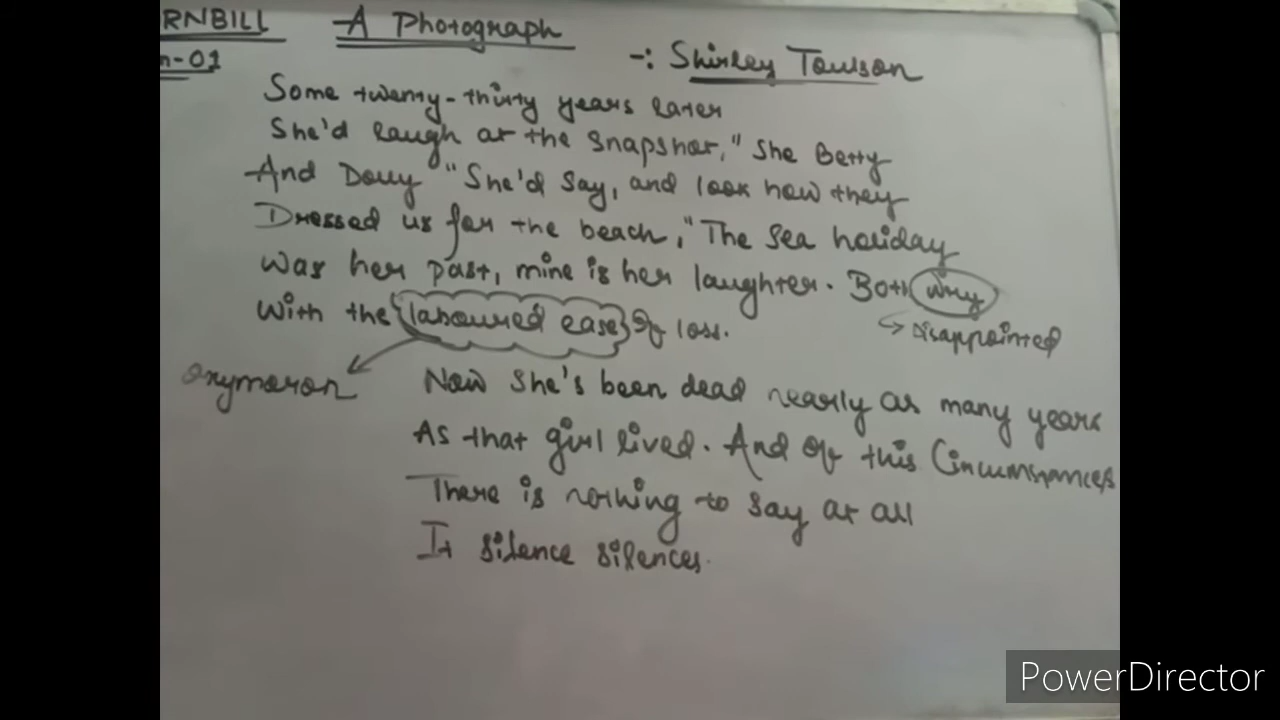 RNBILL A Photograph
n-01 -: Shirley Toulson
Some twenty-thirty years later
She'd laugh at the snapshot," She Betty
And Dolly "She'd say, and look how they
Dressed us for the beach," The Sea holiday
was her past, mine is her laughter. Both wry
With the laboured ease of loss.
↳ Disappointed
oxymoron
Now She's been dead nearly as many years
As that girl lived. And of this Circumstances
There is nothing to say at all
It silence silences.
PowerDirector